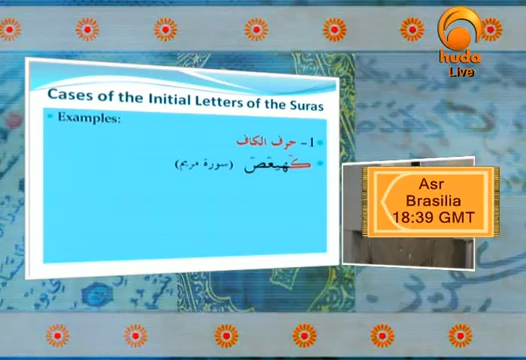 huda
Live
Cases of the Initial Letters of the Suras
Examples:
1- حرف الكاف
كهيعص (سورة مريم)
Asr
Brasilia
18:39 GMT